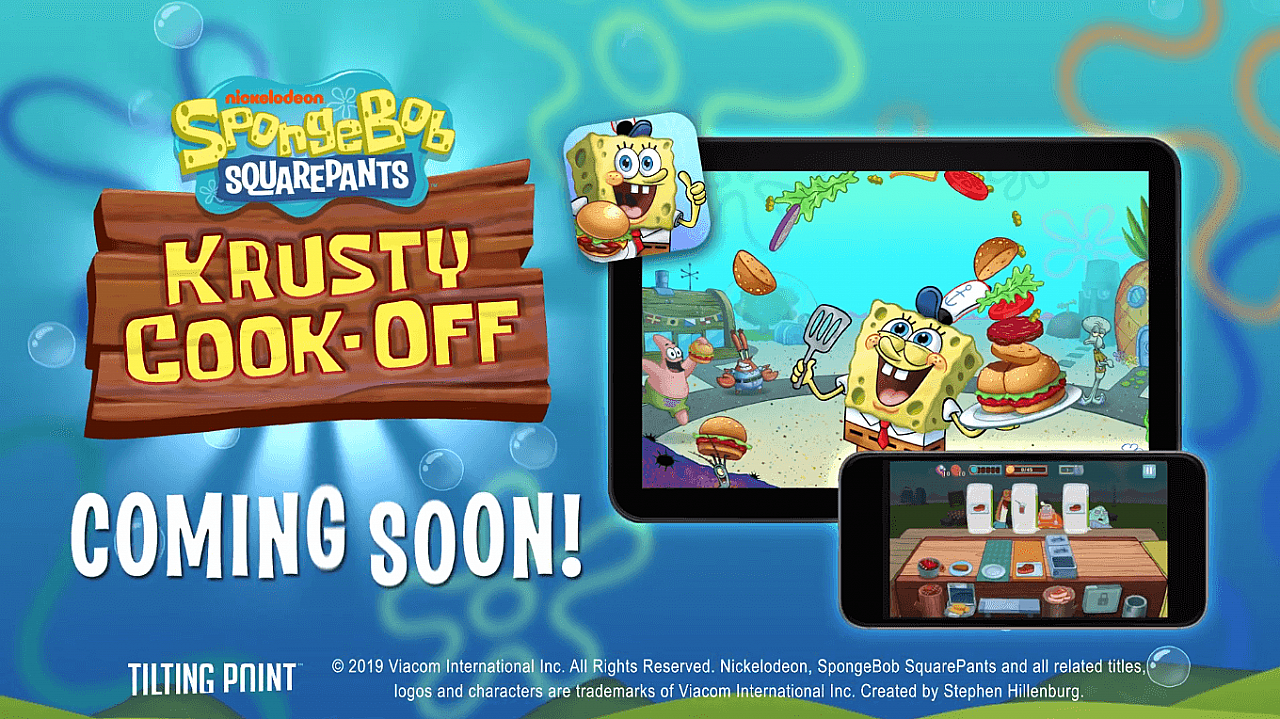 nickelodeon
SPONGEBOB
SQUAREPANTS
KRUSTY
COOK-OFF
COMING SOON!
TILTING POINT
© 2019 Viacom International Inc. All Rights Reserved. Nickelodeon, SpongeBob SquarePants and all related titles,
logos and characters are trademarks of Viacom International Inc. Created by Stephen Hillenburg.